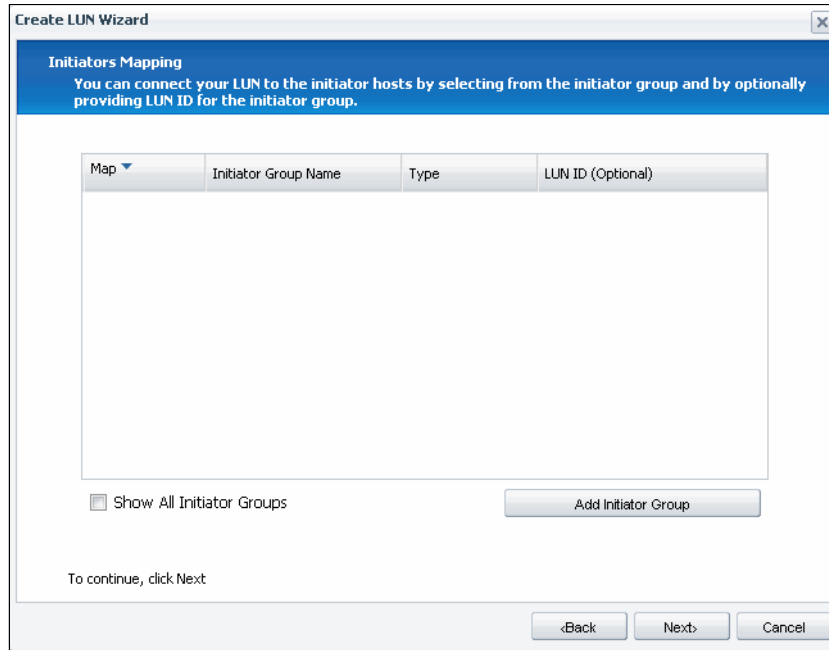 Create LUN Wizard
Initiators Mapping
You can connect your LUN to the initiator hosts by selecting from the initiator group and by optionally
providing LUN ID for the initiator group.
Map Initiator Group Name Type LUN ID (Optional)
Show All Initiator Groups Add Initiator Group
To continue, click Next
<Back Next> Cancel